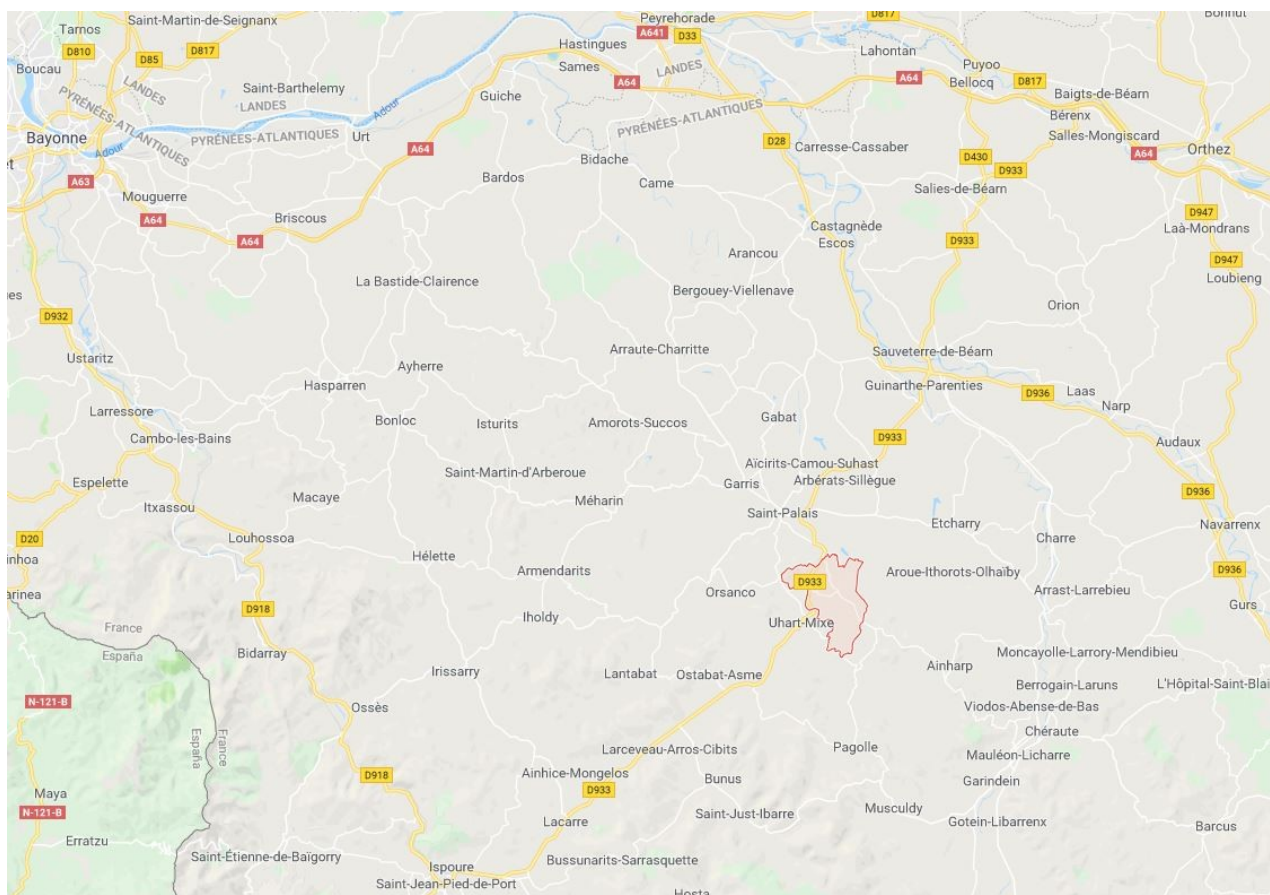 Saint-Martin-de-Seignanx
Peyrehorade
D817
Bonnut
Tarnos
A641
D33
D810
D817
Hastingues
Lahontan
D85
Boucau
Sames
LANDES
Puyoo
A64
A64
Bellocq
D817
LANDES
Saint-Barthelemy
Guiche
Baigts-de-Béarn
PYRÉNÉES-ATLANTIQUES
LANDES
Adour
Bérenx
PYRÉNÉES-ATLANTIQUES
Bayonne
PYRÉNÉES-ATLANTIQUES
Urt
D28
Salles-Mongiscard
Adour
A64
Carresse-Cassaber
A64
Orthez
et
Bidache
D430
D933
A63
Bardos
Came
Salies-de-Béarn
Mouguerre
A64
Briscous
Castagnède
D947
A64
Escos
D933
Laà-Mondrans
Arancou
D947
La Bastide-Clairence
Loubieng
ues
Bergouey-Viellenave
Orion
D932
Arraute-Charritte
Sauveterre-de-Béarn
Ustaritz
Ayherre
Hasparren
Guinarthe-Parenties
Laas
D936
Larressore
Narp
Bonloc
Isturits
Amorots-Succos
Gabat
Cambo-les-Bains
D933
Audaux
Saint-Martin-d'Arberoue
Aïcirits-Camou-Suhast
Espelette
Garris
Arbérats-Sillègue
Macaye
Méharin
D936
Itxassou
Saint-Palais
Etcharry
Navarrenx
D20
Louhossoa
Charre
inhoa
Hélette
Armendarits
Aroue-Ithorots-Olhaïby
D936
D933
arinea
Orsanco
Arrast-Larrebieu
Gurs
D918
Iholdy
Uhart-Mixe
France
España
Bidarray
Moncayolle-Larrory-Mendibieu
Irissarry
Lantabat
Ostabat-Asme
Ainharp
Berrogain-Laruns
L'Hôpital-Saint-Blai
N-121-B
Ossès
Viodos-Abense-de-Bas
France
España
Chéraute
Larceveau-Arros-Cibits
Pagolle
Mauléon-Licharre
D918
Ainhice-Mongelos
Bunus
Garindein
Maya
D933
N-121-B
Lacarre
Saint-Just-Ibarre
Musculdy
Gotein-Libarrenx
Barcus
Erratzu
Saint-Étienne-de-Baïgorry
Ispoure
Bussunarits-Sarrasquette
Saint-Jean-Pied-de-Port
Hosta